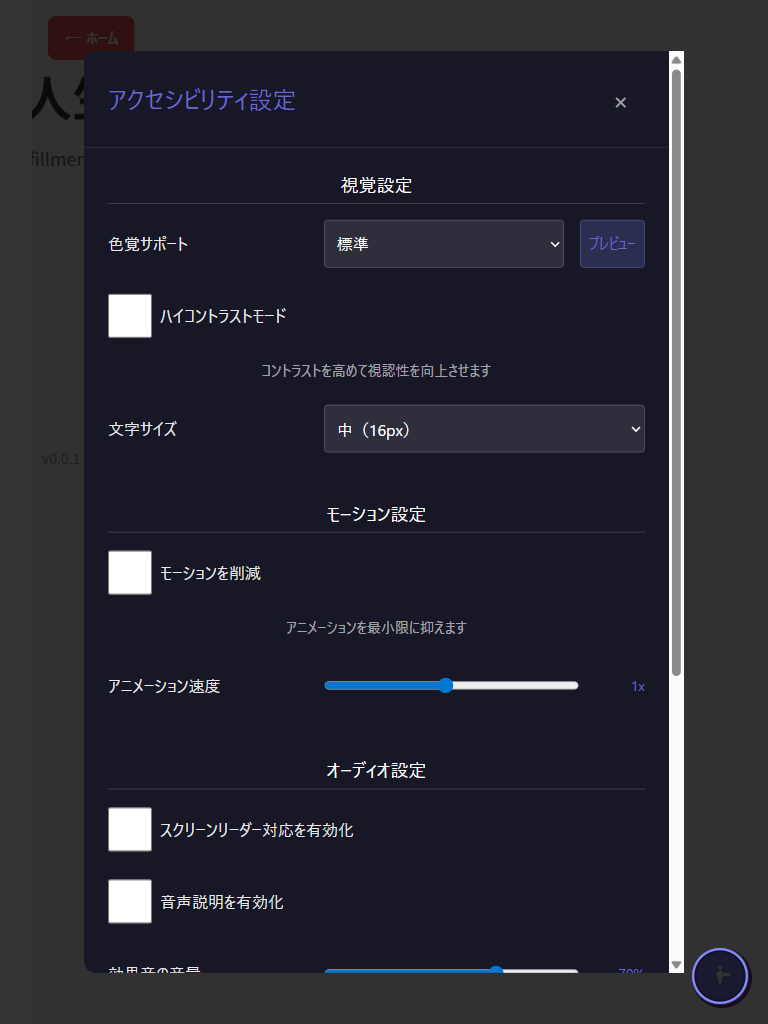 ← ホーム
人生
fillmen
アクセシビリティ設定
×
視覚設定
色覚サポート
標準
プレビュー
ハイコントラストモード
コントラストを高めて視認性を向上させます
文字サイズ
中（16px）
v0.0.1
モーション設定
モーションを削減
アニメーションを最小限に抑えます
アニメーション速度
1x
オーディオ設定
スクリーンリーダー対応を有効化
音声説明を有効化
効果音の音量
70%